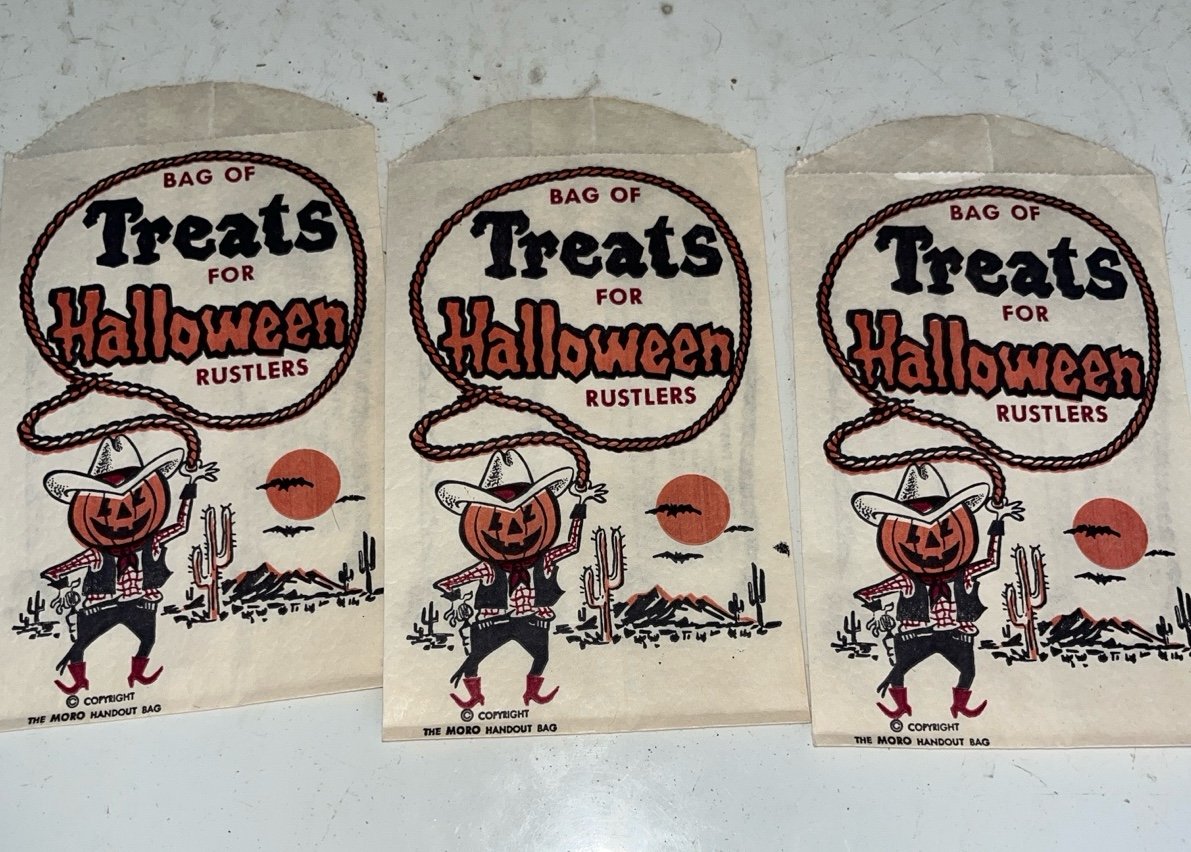 BAG OF
Treats
FOR
Halloween
RUSTLERS
© COPYRIGHT
THE MORO HANDOUT BAG
BAG OF
Treats
FOR
Halloween
RUSTLERS
© COPYRIGHT
THE MORO HANDOUT BAG
BAG OF
Treats
FOR
Halloween
RUSTLERS
© COPYRIGHT
THE MORO HANDOUT BAG